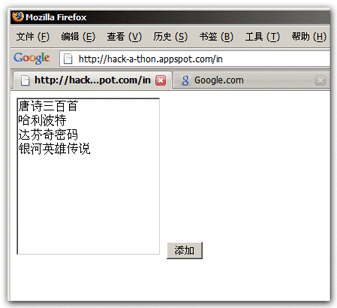 Mozilla Firefox
文件 (F) 编辑 (E) 查看 (V) 历史 (S) 书签 (B) 工具 (T) 帮助 (H)
Google http://hack-a-thon.appspot.com/in
http://hack...pot.com/in Google.com
唐诗三百首
哈利波特
达芬奇密码
银河英雄传说
添加